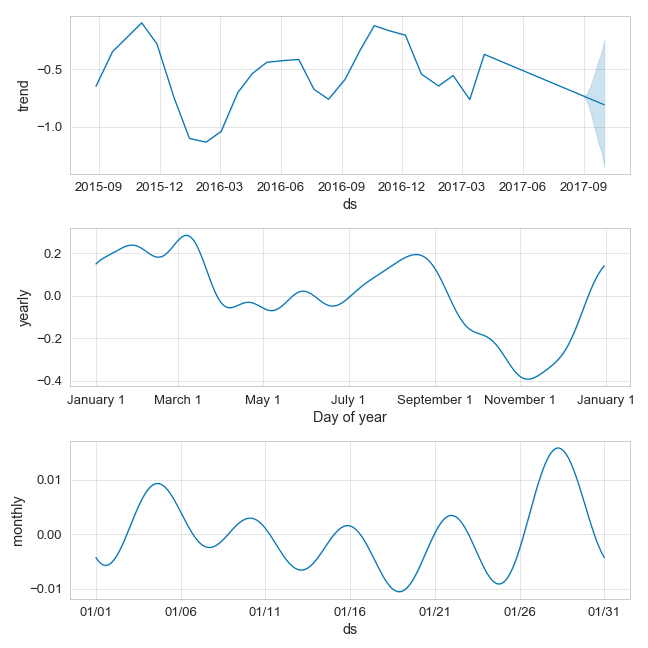 trend
−0.5
−1.0
2015-09 2015-12 2016-03 2016-06 2016-09 2016-12 2017-03 2017-06 2017-09
ds
yearly
0.2
0.0
−0.2
−0.4
January 1 March 1 May 1 July 1 September 1 November 1 January 1
Day of year
monthly
0.01
0.00
−0.01
01/01 01/06 01/11 01/16 01/21 01/26 01/31
ds